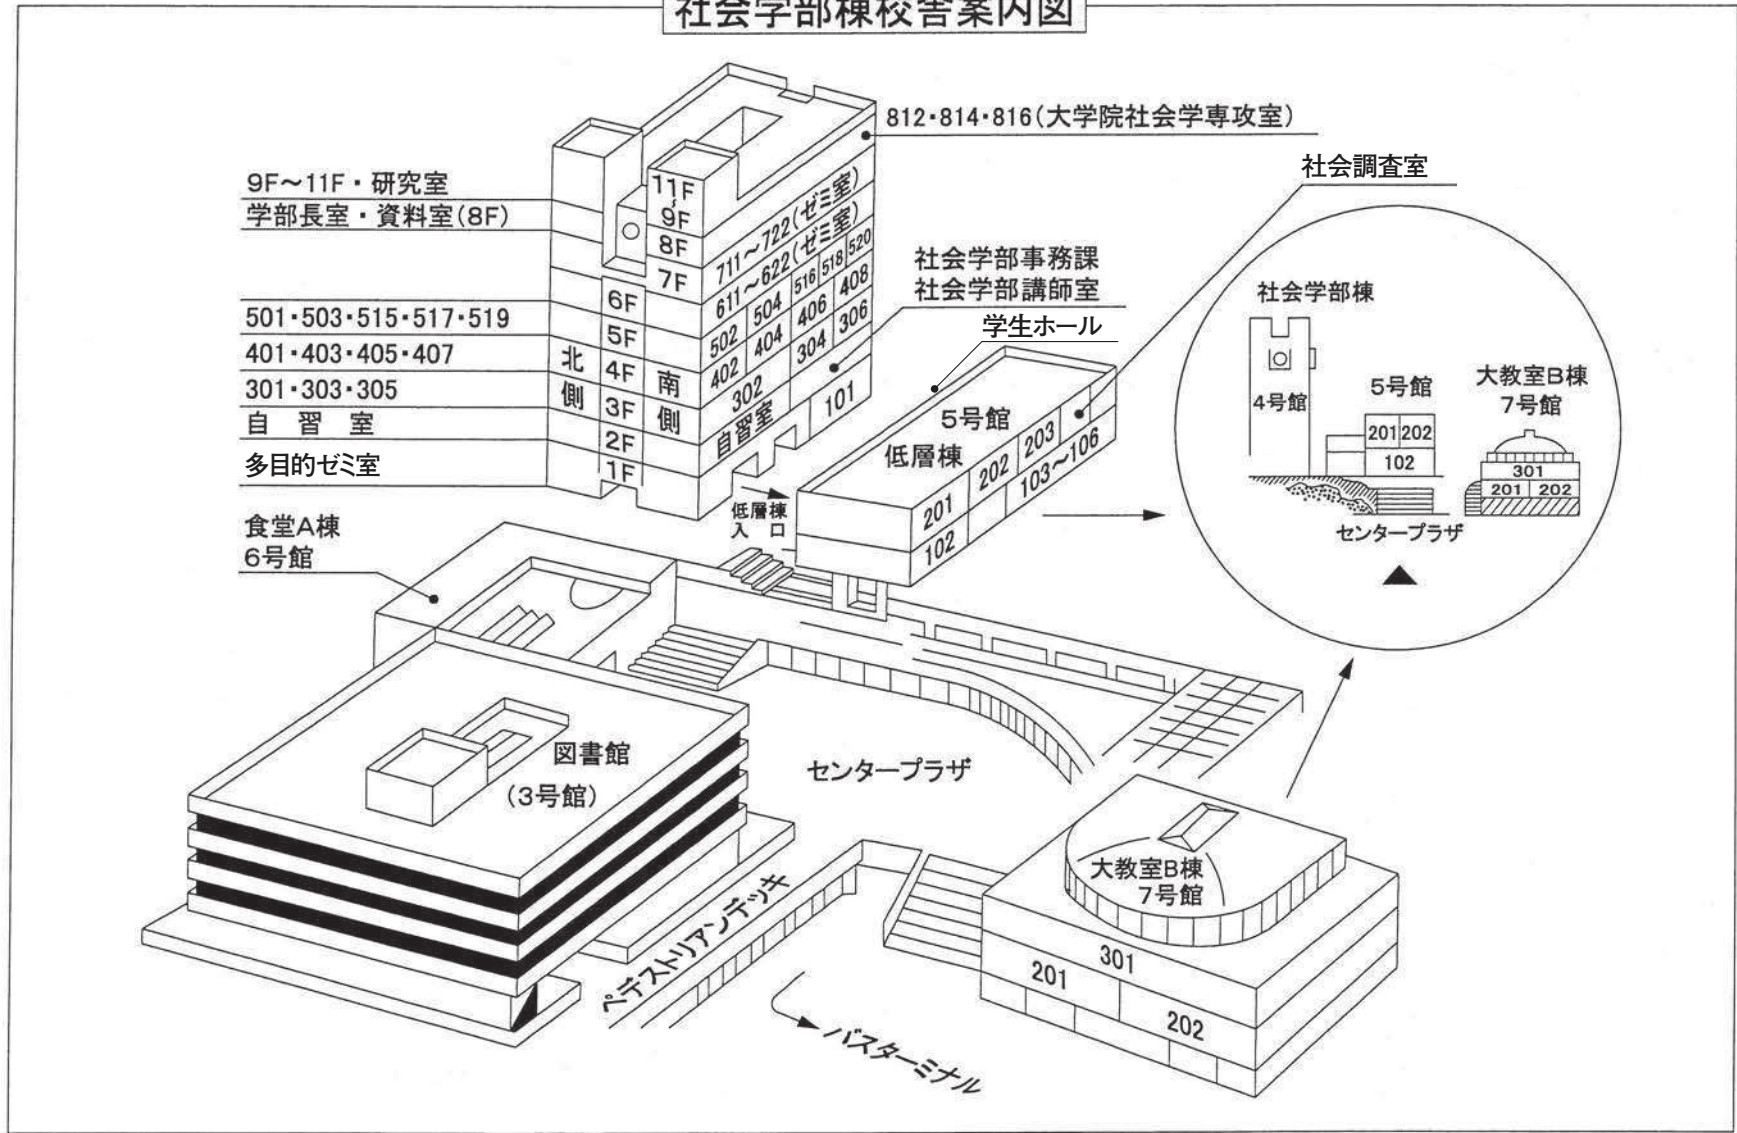 社会学部棟校舎案内図
812・814・816(大学院社会学専攻室)
社会調査室
9F～11F・研究室
学部長室・資料室(8F)
501・503・515・517・519
401・403・405・407
301・303・305
自習室
多目的ゼミ室
北側
南側
11F
〜
9F
8F
7F
6F
5F
4F
3F
2F
1F
711～722(ゼミ室)
611～622(ゼミ室)
502 504 516 518 520
402 404 406 408
302 304 306
自習室 101
社会学部事務課
社会学部講師室
学生ホール
5号館
低層棟
201 202 203
102 103～106
低層棟
入口
食堂A棟
6号館
社会学部棟
4号館
5号館
201 202
102
大教室B棟
7号館
301
201 202
センタープラザ
図書館
(3号館)
センタープラザ
大教室B棟
7号館
301
201
202
ペデストリアンデッキ
バスターミナル